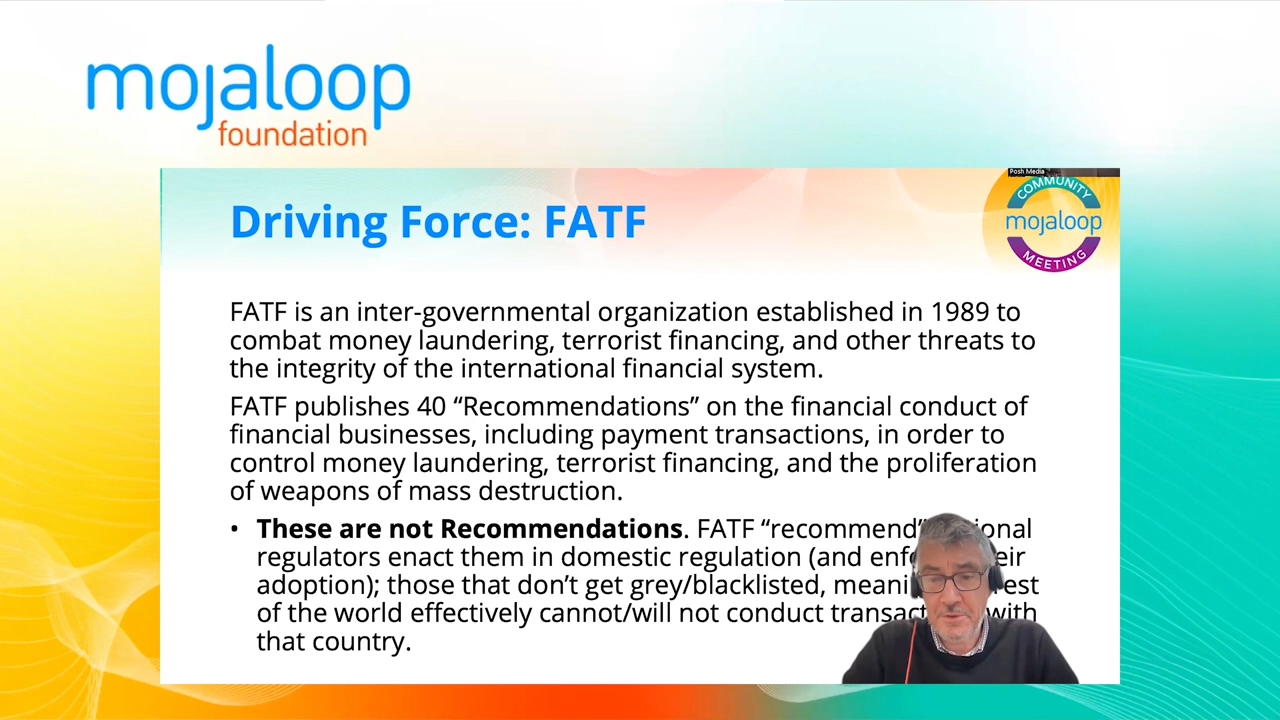 mojaloop
foundation
Posh Media
COMMUNITY
mojaloop
MEETING
Driving Force: FATF
FATF is an inter-governmental organization established in 1989 to
combat money laundering, terrorist financing, and other threats to
the integrity of the international financial system.
FATF publishes 40 “Recommendations” on the financial conduct of
financial businesses, including payment transactions, in order to
control money laundering, terrorist financing, and the proliferation
of weapons of mass destruction.
• These are not Recommendations. FATF “recommend”
regulators enact them in domestic regulation (and
adoption); those that don’t get grey/blacklisted,
of the world effectively cannot/will not conduct with
that country.